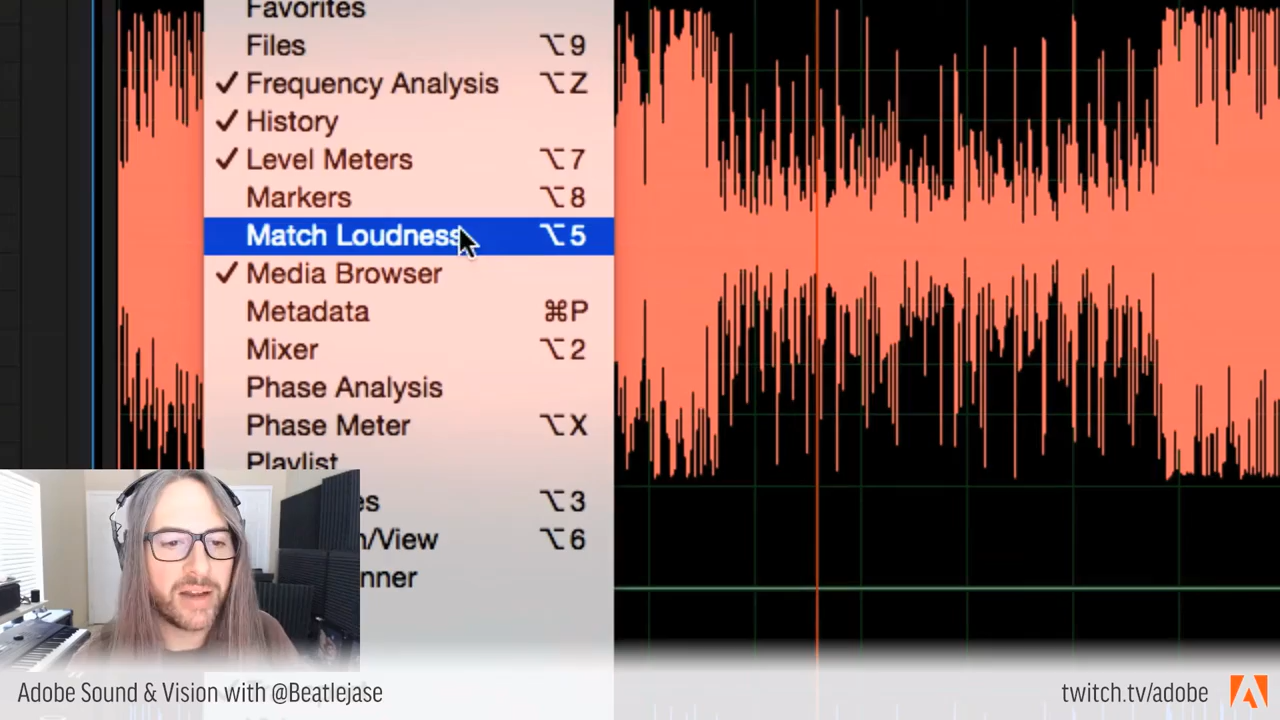 Favorites
Files ⌥9
✓ Frequency Analysis ⌥Z
✓ History
✓ Level Meters ⌥7
Markers ⌥8
Match Loudness ⌥5
✓ Media Browser
Metadata ⌘P
Mixer ⌥2
Phase Analysis
Phase Meter ⌥X
Playlist
es ⌥3
n/View ⌥6
nner
Adobe Sound & Vision with @Beatlejase
twitch.tv/adobe